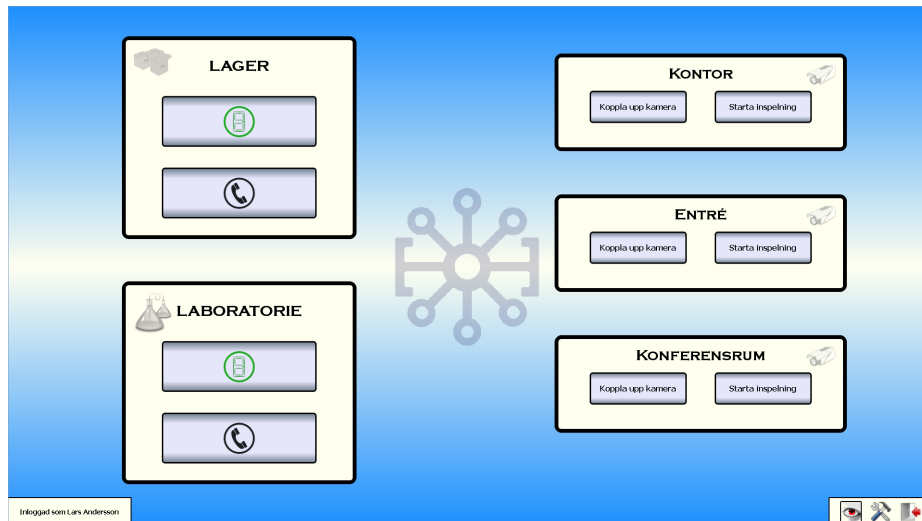 LAGER
LABORATORIE
KONTOR
Koppla upp kamera
Starta inspelning
ENTRÉ
Koppla upp kamera
Starta inspelning
KONFERENSRUM
Koppla upp kamera
Starta inspelning
Inloggad som Lars Andersson